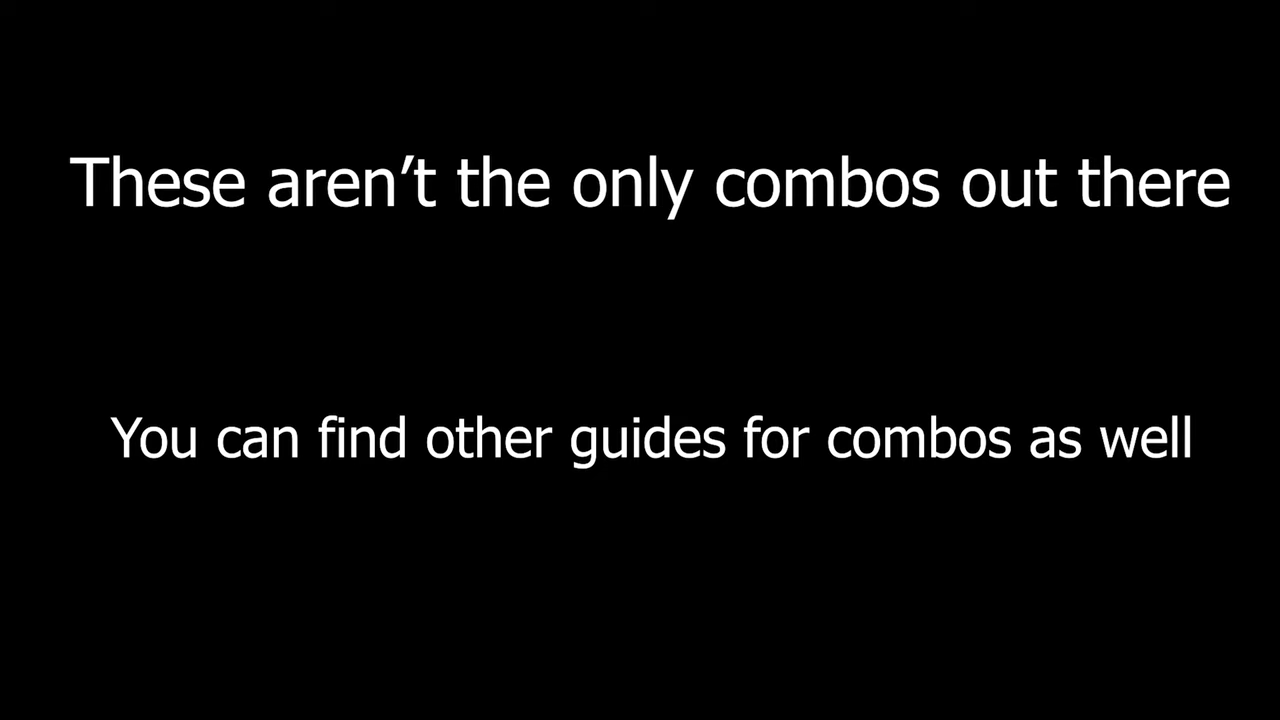 These aren’t the only combos out there
You can find other guides for combos as well